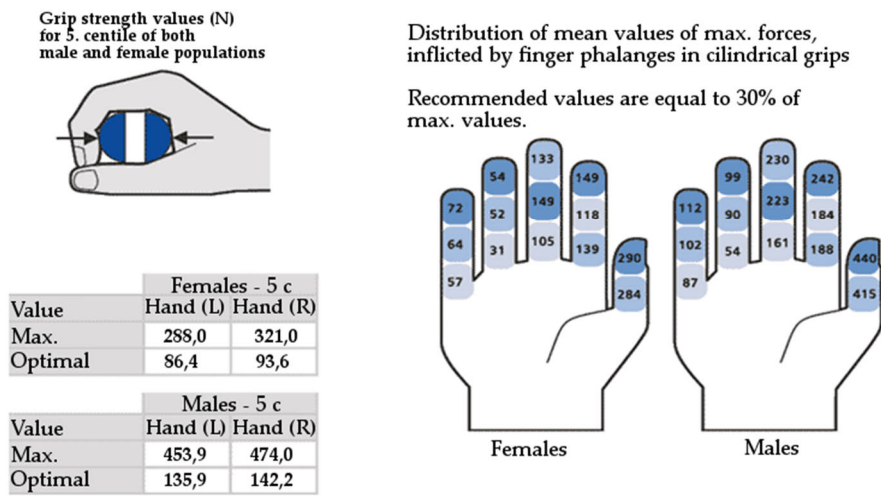 Grip strength values (N)
for 5. centile of both
male and female populations
Females - 5 c
Value Hand (L) Hand (R)
Max. 288,0 321,0
Optimal 86,4 93,6
Males - 5 c
Value Hand (L) Hand (R)
Max. 453,9 474,0
Optimal 135,9 142,2
Distribution of mean values of max. forces,
inflicted by finger phalanges in cilindrical grips
Recommended values are equal to 30% of
max. values.
72 54 133 149
64 52 149 118
57 31 105 139
290
284
Females
112 99 230 242
102 90 223 184
87 54 161 188
440
415
Males